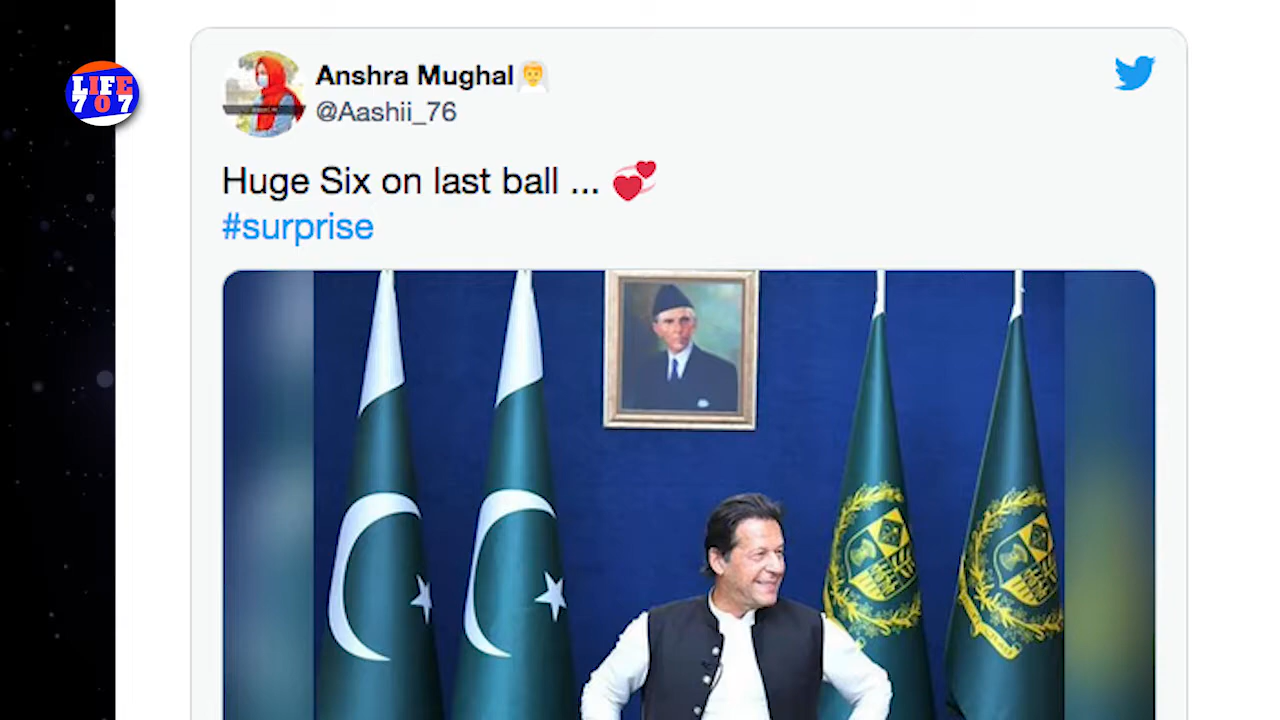 LIFE
707
Anshra Mughal
@Aashii_76
Huge Six on last ball ...
#surprise